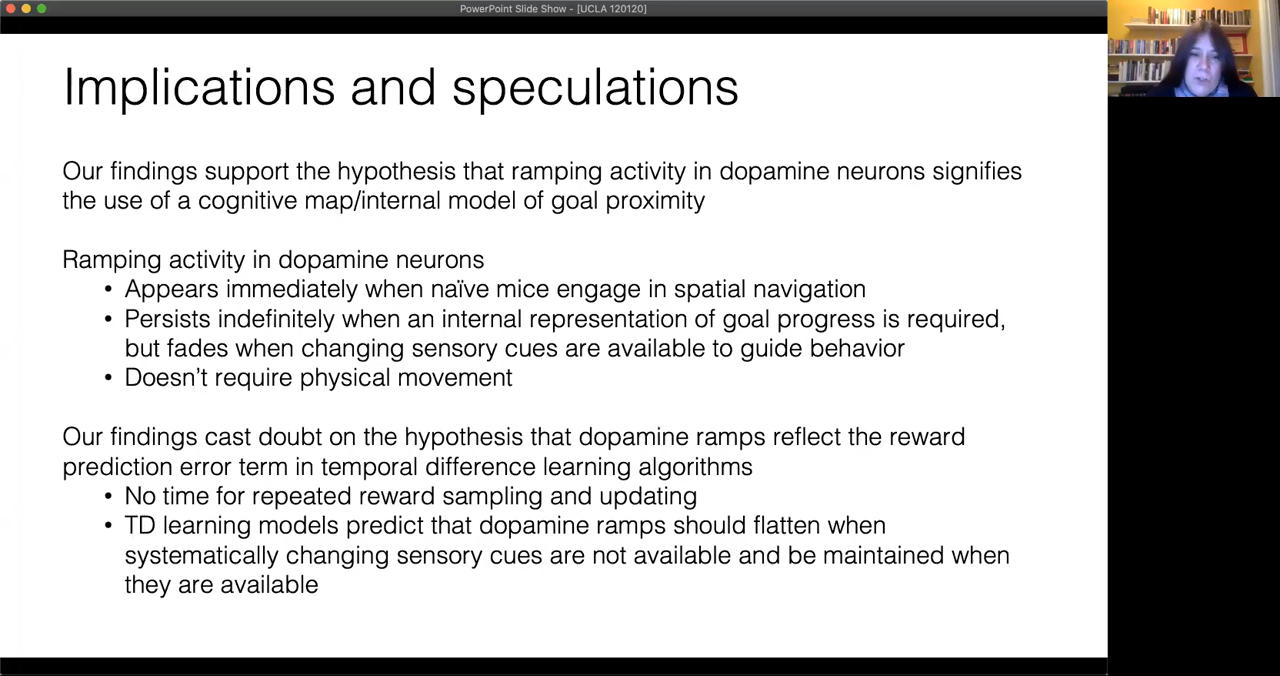 PowerPoint Slide Show - [UCLA 120120]
Implications and speculations
Our findings support the hypothesis that ramping activity in dopamine neurons signifies
the use of a cognitive map/internal model of goal proximity
Ramping activity in dopamine neurons
• Appears immediately when naïve mice engage in spatial navigation
• Persists indefinitely when an internal representation of goal progress is required,
but fades when changing sensory cues are available to guide behavior
• Doesn’t require physical movement
Our findings cast doubt on the hypothesis that dopamine ramps reflect the reward
prediction error term in temporal difference learning algorithms
• No time for repeated reward sampling and updating
• TD learning models predict that dopamine ramps should flatten when
systematically changing sensory cues are not available and be maintained when
they are available